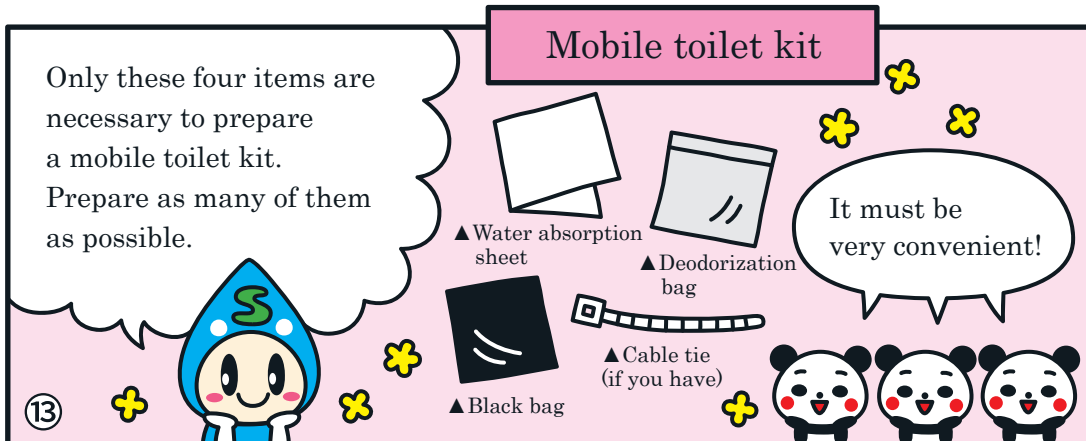 Mobile toilet kit
Only these four items are
necessary to prepare
a mobile toilet kit.
Prepare as many of them
as possible.
▲Water absorption
sheet
▲Deodorization
bag
▲Black bag
▲Cable tie
(if you have)
It must be
very convenient!
S
⑬